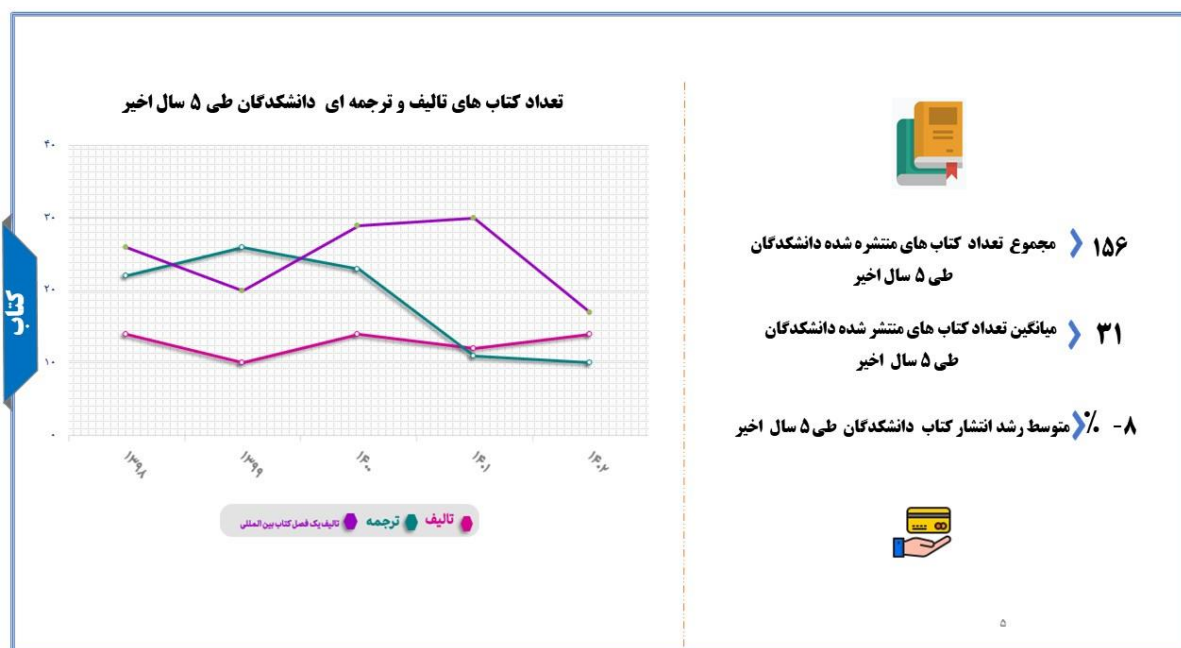 تعداد کتاب های تالیف و ترجمه ای دانشکدگان طی ۵ سال اخیر
۴۰
۳۰
۲۰
۱۰
۰
۱۳۹۸
۱۳۹۹
۱۴۰۰
۱۴۰۱
۱۴۰۲
تالیف
ترجمه
تالیف یک فصل کتاب بین المللی
کتاب
۱۵۶
مجموع تعداد کتاب های منتشره شده دانشکدگان
طی ۵ سال اخیر
۳۱
میانگین تعداد کتاب های منتشر شده دانشکدگان
طی ۵ سال اخیر
۸- %
متوسط رشد انتشار کتاب دانشکدگان طی ۵ سال اخیر
۵